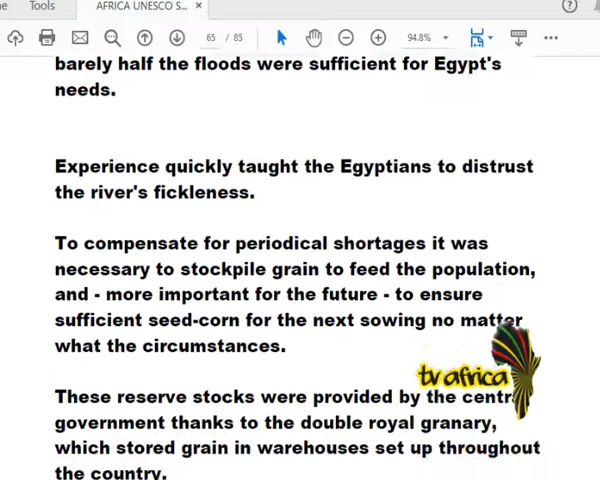 Tools
AFRICA UNESCO S... ×
65 / 85
94.8%
barely half the floods were sufficient for Egypt's
needs.
Experience quickly taught the Egyptians to distrust
the river's fickleness.
To compensate for periodical shortages it was
necessary to stockpile grain to feed the population,
and - more important for the future - to ensure
sufficient seed-corn for the next sowing no matter
what the circumstances.
tv africa
These reserve stocks were provided by the
government thanks to the double royal granary,
which stored grain in warehouses set up throughout
the country.